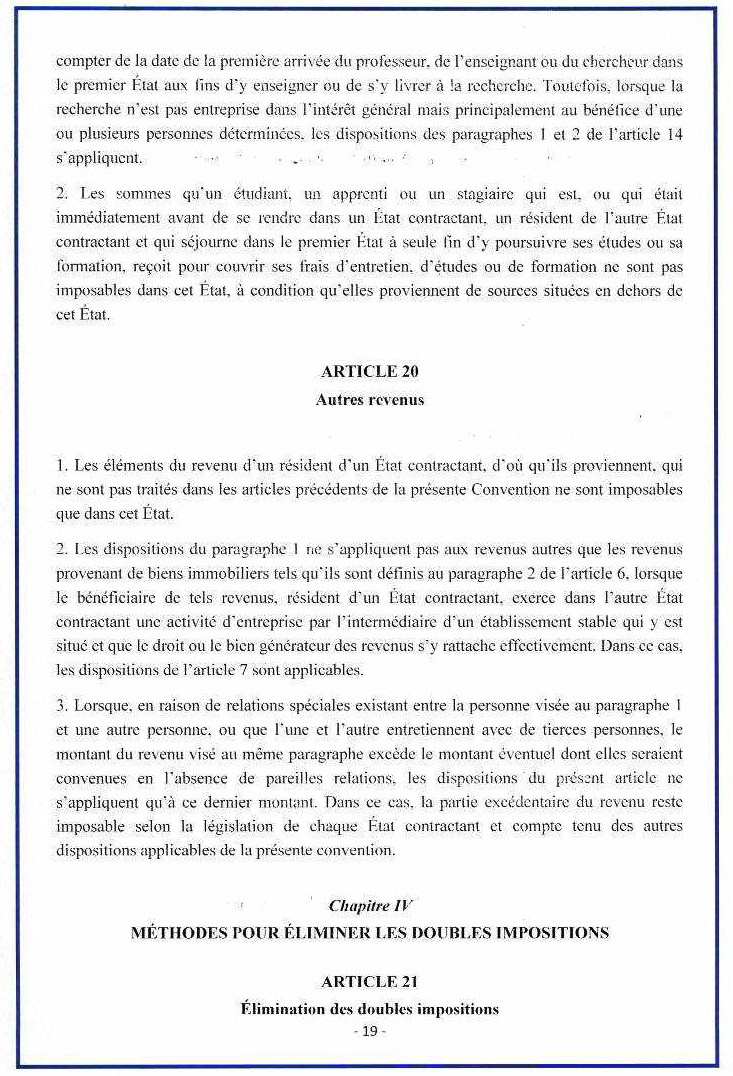 compter de la date de la première arrivée du professeur, de l'enseignant ou du chercheur dans
le premier État aux fins d'y enseigner ou de s'y livrer à la recherche. Toutefois, lorsque la
recherche n'est pas entreprise dans l'intérêt général mais principalement au bénéfice d'une
ou plusieurs personnes déterminées, les dispositions des paragraphes 1 et 2 de l'article 14
s'appliquent.
2. Les sommes qu'un étudiant, un apprenti ou un stagiaire qui est, ou qui était
immédiatement avant de se rendre dans un État contractant, un résident de l'autre État
contractant et qui séjourne dans le premier État à seule fin d'y poursuivre ses études ou sa
formation, reçoit pour couvrir ses frais d'entretien, d'études ou de formation ne sont pas
imposables dans cet État, à condition qu'elles proviennent de sources situées en dehors de
cet État.
ARTICLE 20
Autres revenus
1. Les éléments du revenu d'un résident d'un État contractant, d'où qu'ils proviennent, qui
ne sont pas traités dans les articles précédents de la présente Convention ne sont imposables
que dans cet État.
2. Les dispositions du paragraphe 1 ne s'appliquent pas aux revenus autres que les revenus
provenant de biens immobiliers tels qu'ils sont définis au paragraphe 2 de l'article 6, lorsque
le bénéficiaire de tels revenus, résident d'un État contractant, exerce dans l'autre État
contractant une activité d'entreprise par l'intermédiaire d'un établissement stable qui y est
situé et que le droit ou le bien générateur des revenus s'y rattache effectivement. Dans ce cas,
les dispositions de l'article 7 sont applicables.
3. Lorsque, en raison de relations spéciales existant entre la personne visée au paragraphe 1
et une autre personne, ou que l'une et l'autre entretiennent avec de tierces personnes, le
montant du revenu visé au même paragraphe excède le montant éventuel dont elles seraient
convenues en l'absence de pareilles relations, les dispositions du présent article ne
s'appliquent qu'à ce dernier montant. Dans ce cas, la partie excédentaire du revenu reste
imposable selon la législation de chaque État contractant et compte tenu des autres
dispositions applicables de la présente convention.
Chapitre IV
MÉTHODES POUR ÉLIMINER LES DOUBLES IMPOSITIONS
ARTICLE 21
Élimination des doubles impositions
- 19 -